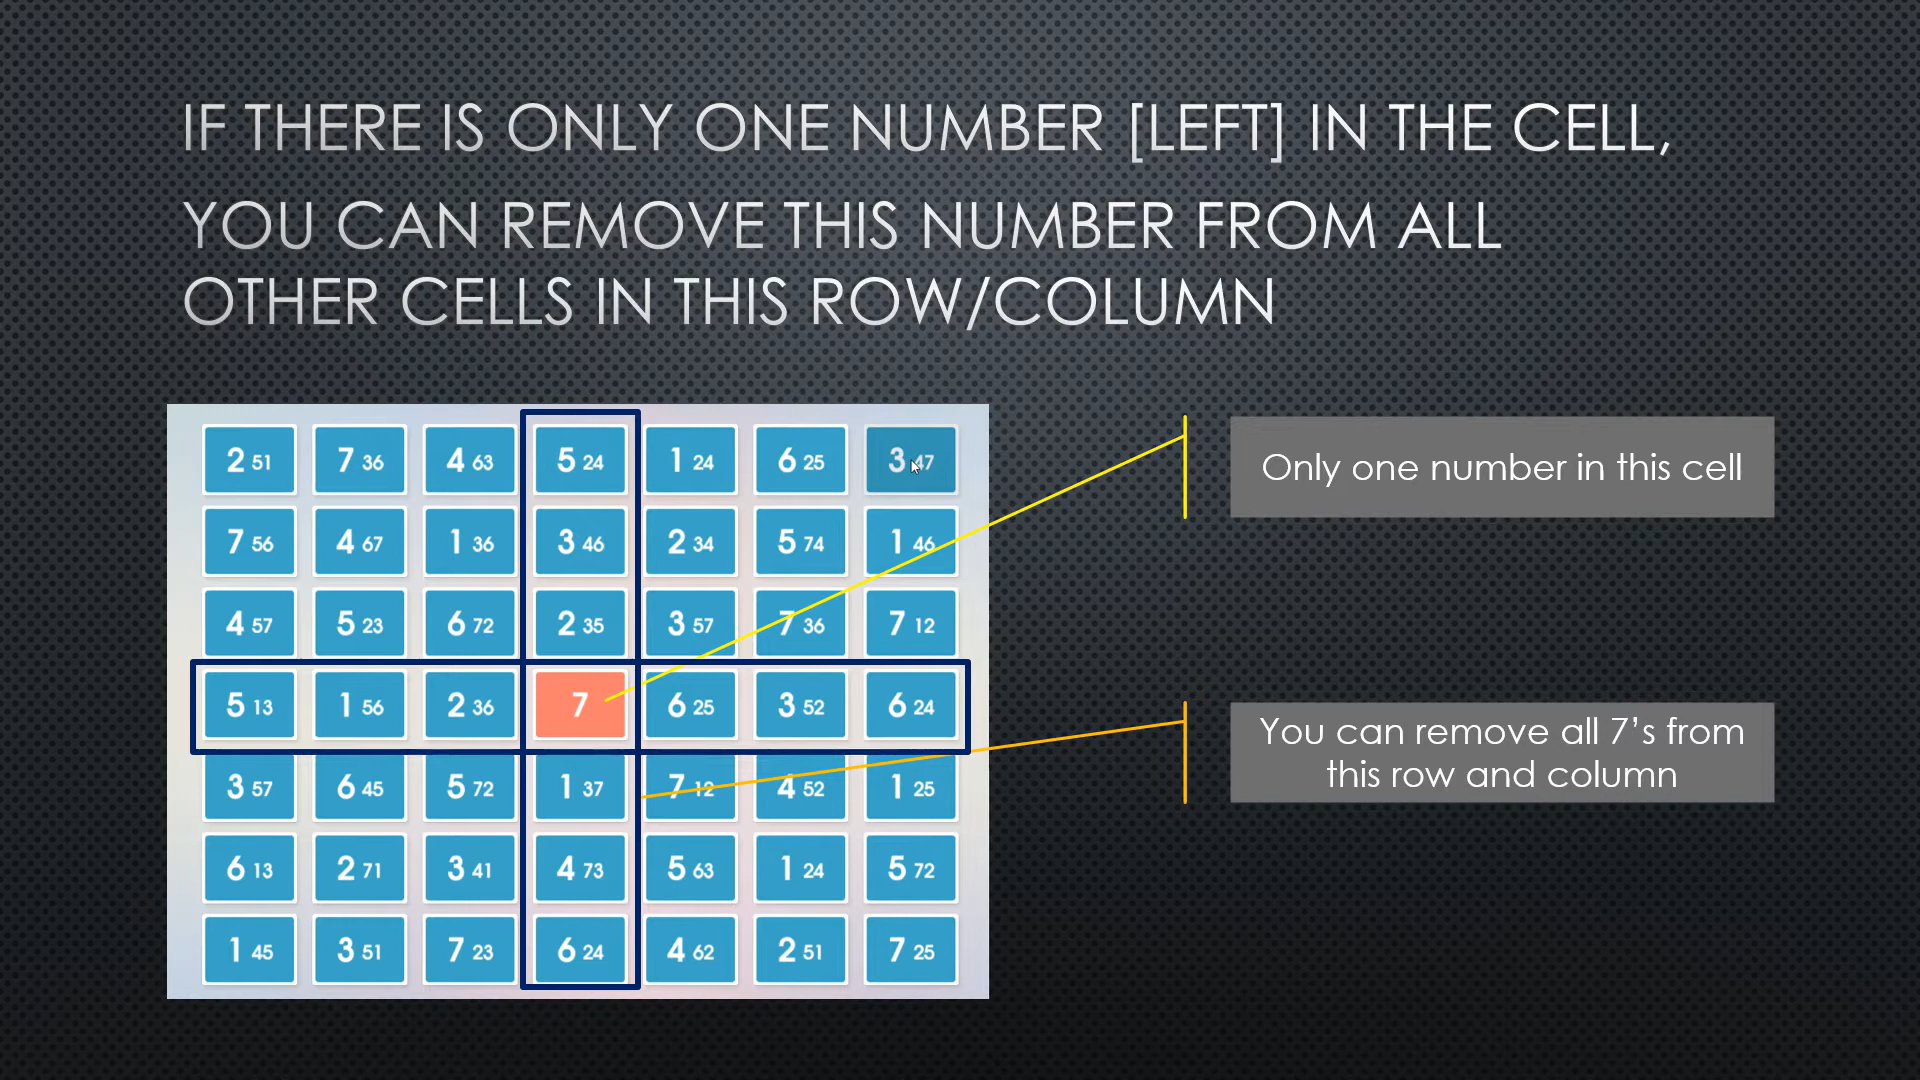 IF THERE IS ONLY ONE NUMBER [LEFT] IN THE CELL,
YOU CAN REMOVE THIS NUMBER FROM ALL
OTHER CELLS IN THIS ROW/COLUMN
2 51 7 36 4 63 5 24 1 24 6 25 3 47
7 56 4 67 1 36 3 46 2 34 5 74 1 46
4 57 5 23 6 72 2 35 3 57 7 36 7 12
5 13 1 56 2 36 7 6 25 3 52 6 24
3 57 6 45 5 72 1 37 7 12 4 52 1 25
6 13 2 71 3 41 4 73 5 63 1 24 5 72
1 45 3 51 7 23 6 24 4 62 2 51 7 25
Only one number in this cell
You can remove all 7’s from
this row and column